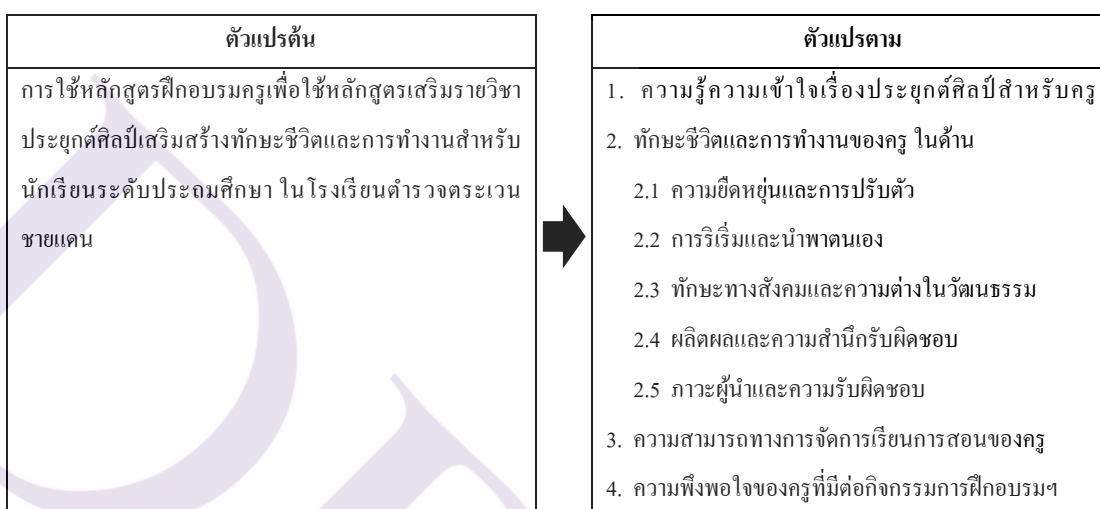 ตัวแปรต้น
การใช้หลักสูตรฝึกอบรมครูเพื่อใช้หลักสูตรเสริมรายวิชา
ประยุกต์ศิลป์เสริมสร้างทักษะชีวิตและการทำงานสำหรับ
นักเรียนระดับประถมศึกษา ในโรงเรียนตำรวจตระเวน
ชายแดน
ตัวแปรตาม
1. ความรู้ความเข้าใจเรื่องประยุกต์ศิลป์สำหรับครู
2. ทักษะชีวิตและการทำงานของครู ในด้าน
2.1 ความยืดหยุ่นและการปรับตัว
2.2 การริเริ่มและนำพาตนเอง
2.3 ทักษะทางสังคมและความต่างในวัฒนธรรม
2.4 ผลิตผลและความสำนึกรับผิดชอบ
2.5 ภาวะผู้นำและความรับผิดชอบ
3. ความสามารถทางการจัดการเรียนการสอนของครู
4. ความพึงพอใจของครูที่มีต่อกิจกรรมการฝึกอบรมฯ